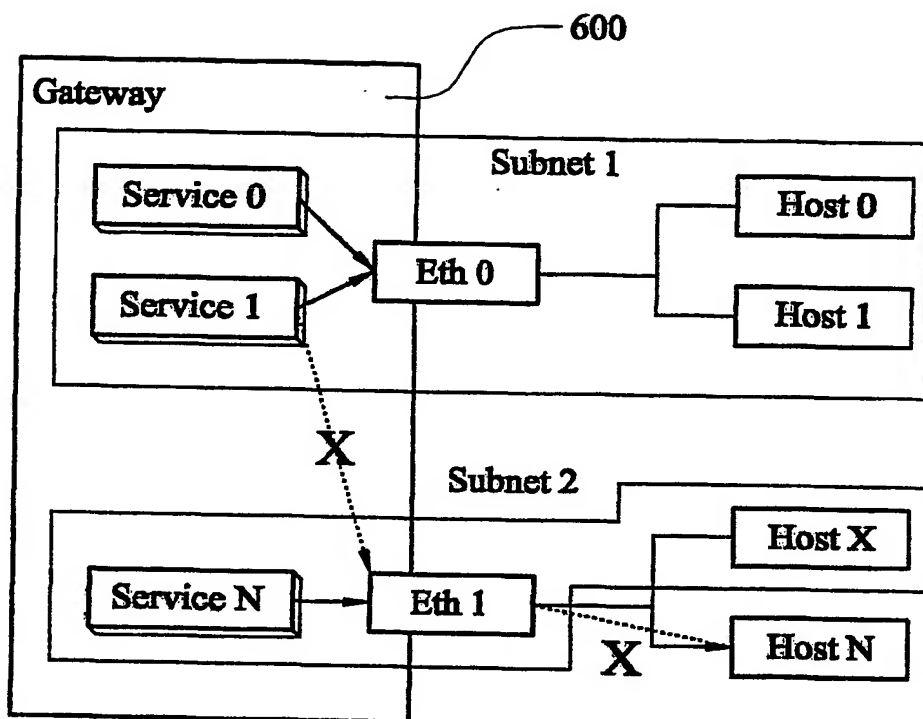 600
Gateway
Subnet 1
Service 0
Host 0
Eth 0
Service 1
Host 1
X
Subnet 2
Host X
Service N
Eth 1
X
Host N